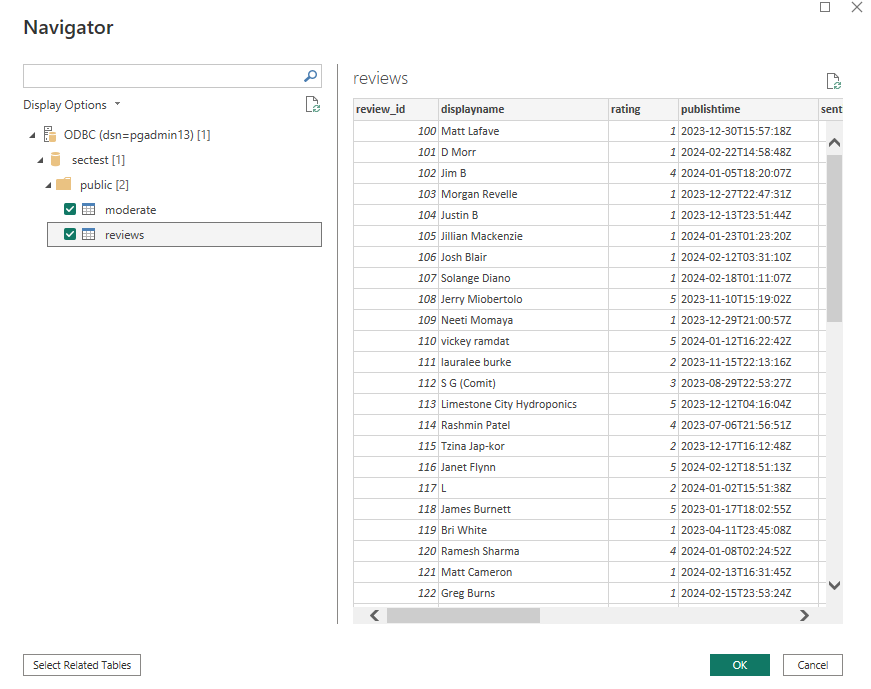 Navigator
Display Options
ODBC (dsn=pgadmin13) [1]
sectest [1]
public [2]
moderate
reviews
reviews
review_id displayname rating publishtime sent
100 Matt Lafave 1 2023-12-30T15:57:18Z
101 D Morr 1 2024-02-22T14:58:48Z
102 Jim B 4 2024-01-05T18:20:07Z
103 Morgan Revelle 1 2023-12-27T22:47:31Z
104 Justin B 1 2023-12-13T23:51:44Z
105 Jillian Mackenzie 1 2024-01-23T01:23:20Z
106 Josh Blair 1 2024-02-12T03:31:10Z
107 Solange Diano 1 2024-02-18T01:11:07Z
108 Jerry Miobertolo 5 2023-11-10T15:19:02Z
109 Neeti Momaya 1 2023-12-29T21:00:57Z
110 vickey ramdat 5 2024-01-12T16:22:42Z
111 lauralee burke 2 2023-11-15T22:13:16Z
112 S G (Comit) 3 2023-08-29T22:53:27Z
113 Limestone City Hydroponics 5 2023-12-12T04:16:04Z
114 Rashmin Patel 4 2023-07-06T21:56:51Z
115 Tzina Jap-kor 2 2023-12-17T16:12:48Z
116 Janet Flynn 5 2024-02-12T18:51:13Z
117 L 2 2024-01-02T15:51:38Z
118 James Burnett 5 2023-01-17T18:02:55Z
119 Bri White 1 2023-04-11T23:45:08Z
120 Ramesh Sharma 4 2024-01-08T02:24:52Z
121 Matt Cameron 1 2024-02-13T16:31:45Z
122 Greg Burns 1 2024-02-15T23:53:24Z
Select Related Tables
OK
Cancel